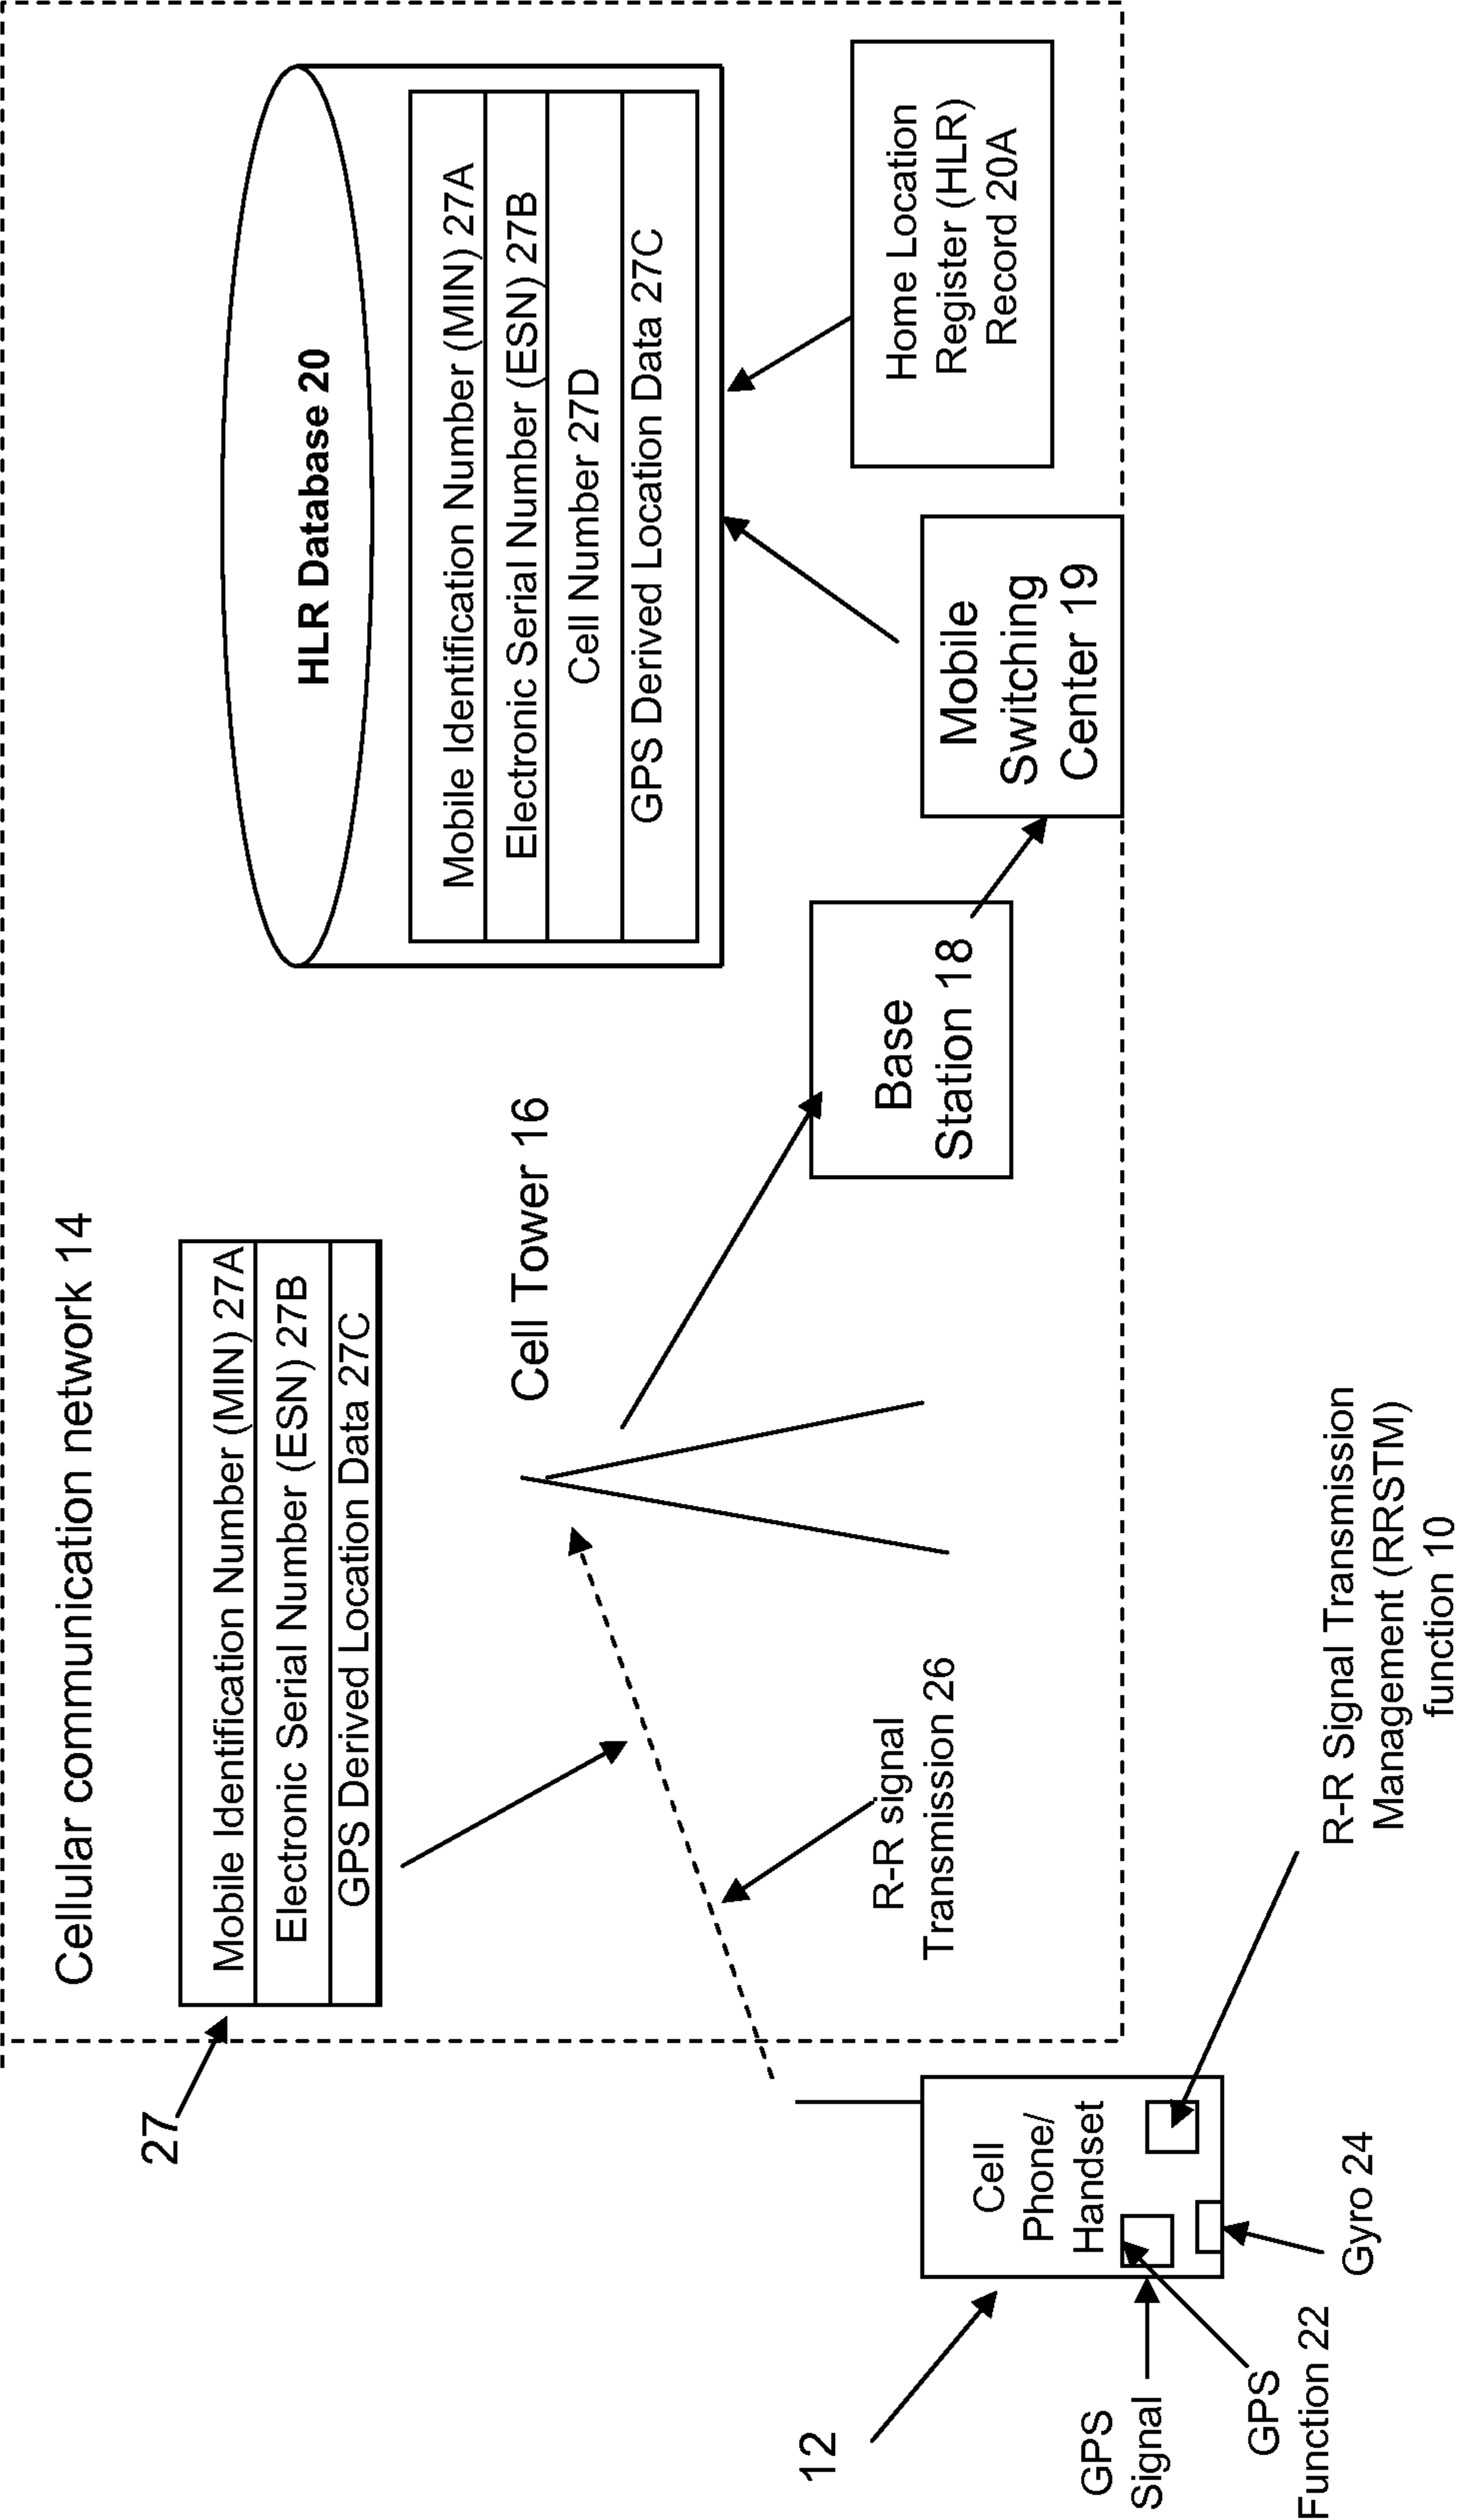 Cellular communication network 14
27
Mobile Identification Number (MIN) 27A
Electronic Serial Number (ESN) 27B
GPS Derived Location Data 27C
HLR Database 20
Mobile Identification Number (MIN) 27A
Electronic Serial Number (ESN) 27B
Cell Number 27D
GPS Derived Location Data 27C
Cell Tower 16
R-R signal
Transmission 26
Base
Station 18
Mobile
Switching
Center 19
Home Location
Register (HLR)
Record 20A
12
Cell
Phone/
Handset
GPS
Signal
GPS
Function 22
Gyro 24
R-R Signal Transmission
Management (RRSTM)
function 10